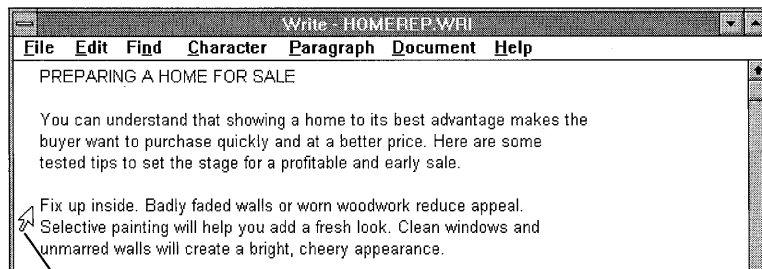 Write - HOMEREP.WRI
File Edit Find Character Paragraph Document Help
PREPARING A HOME FOR SALE
You can understand that showing a home to its best advantage makes the
buyer want to purchase quickly and at a better price. Here are some
tested tips to set the stage for a profitable and early sale.
Fix up inside. Badly faded walls or worn woodwork reduce appeal.
Selective painting will help you add a fresh look. Clean windows and
unmarred walls will create a bright, cheery appearance.